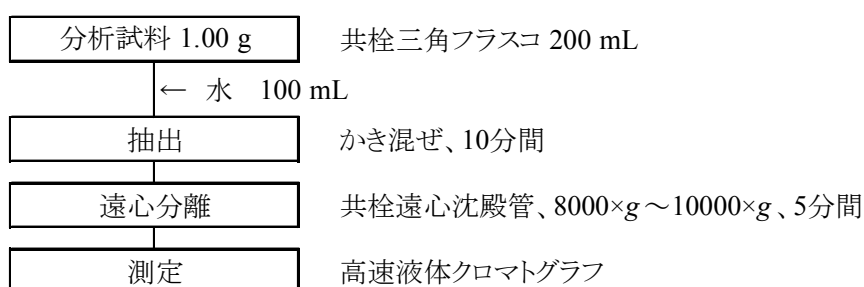 分析試料 1.00 g 共栓三角フラスコ 200 mL
← 水 100 mL
抽出 かき混ぜ、10分間
遠心分離 共栓遠心沈殿管、8000×g～10000×g、5分間
測定 高速液体クロマトグラフ